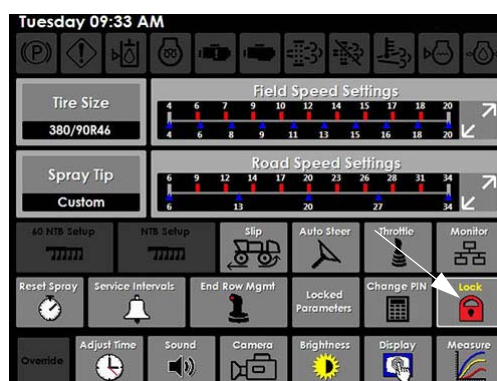 Tuesday 09:33 AM
(P)
Tire Size
380/90R46
Field Speed Settings
4 6 7 9 10 12 14 15 17 18 20
4 6 8 9 11 13 15 16 18 20
Spray Tip
Custom
Road Speed Settings
6 9 12 14 17 20 23 26 28 31 34
6 13 20 27 34
60 NTB Setup
NTB Setup
Slip
Auto Steer
Throttle
Monitor
Reset Spray
Service Intervals
End Row Mgmt
Locked
Parameters
Change PIN
Lock
Override
Adjust Time
Sound
Camera
Brightness
Display
Measure